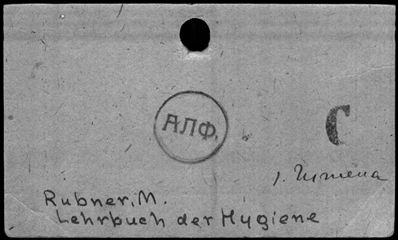 АЛФ.
С
1. Гигиена
Rubner, M.
Lehrbuch der Hygiene